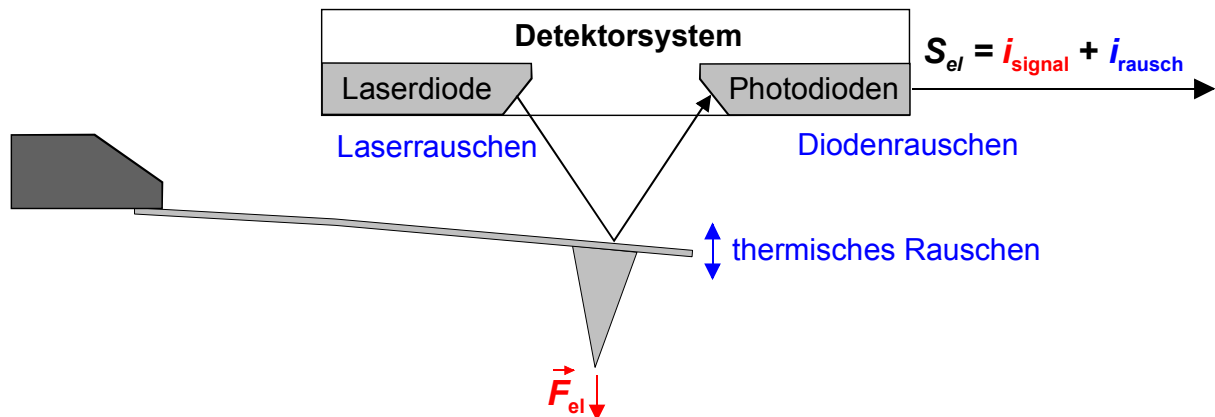 Detektorsystem
S_el = i_signal + i_rausch
Laserdiode
Photodioden
Laserrauschen
Diodenrauschen
thermisches Rauschen
F_el